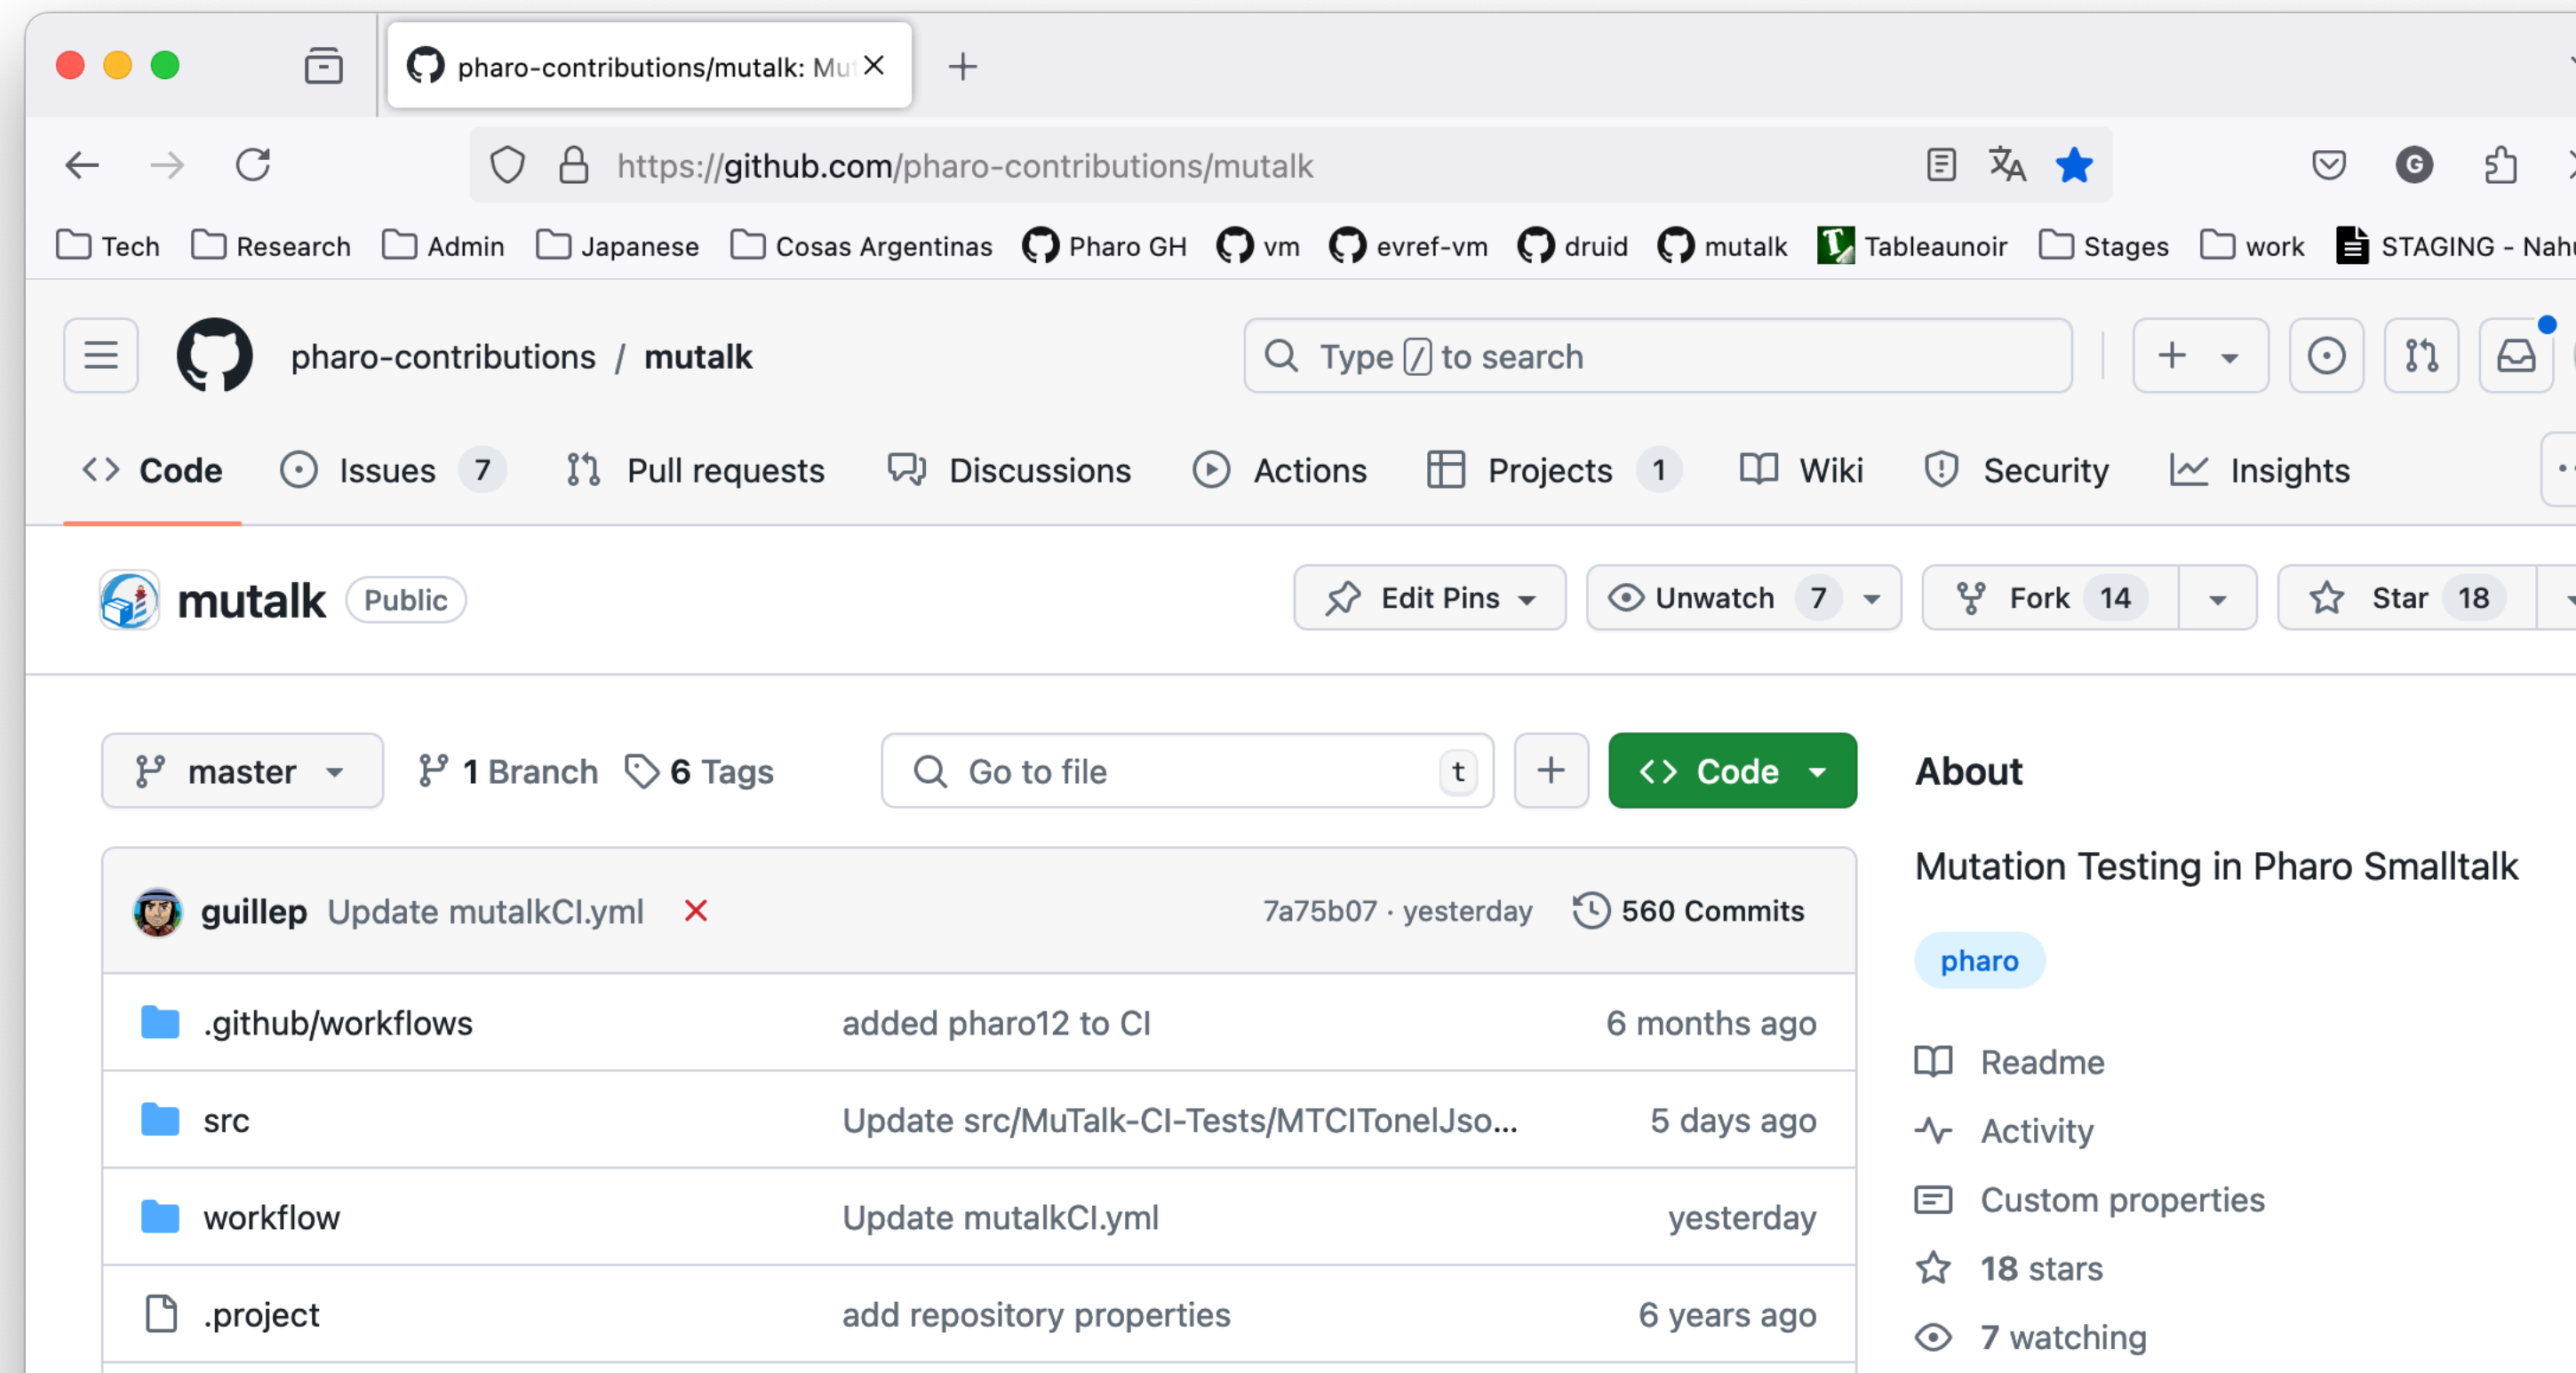 pharo-contributions/mutalk: Mut
https://github.com/pharo-contributions/mutalk
G
Tech Research Admin Japanese Cosas Argentinas Pharo GH vm evref-vm druid mutalk Tableaunoir Stages work STAGING - Nahu
pharo-contributions / mutalk Type / to search
Code Issues 7 Pull requests Discussions Actions Projects 1 Wiki Security Insights
mutalk Public Edit Pins Unwatch 7 Fork 14 Star 18
master 1 Branch 6 Tags Go to file t Code
About
guillep Update mutalkCI.yml 7a75b07 · yesterday 560 Commits
Mutation Testing in Pharo Smalltalk
pharo
.github/workflows added pharo12 to CI 6 months ago
Readme
src Update src/MuTalk-CI-Tests/MTCITonelJso... 5 days ago
Activity
Custom properties
workflow Update mutalkCI.yml yesterday
18 stars
.project add repository properties 6 years ago
7 watching